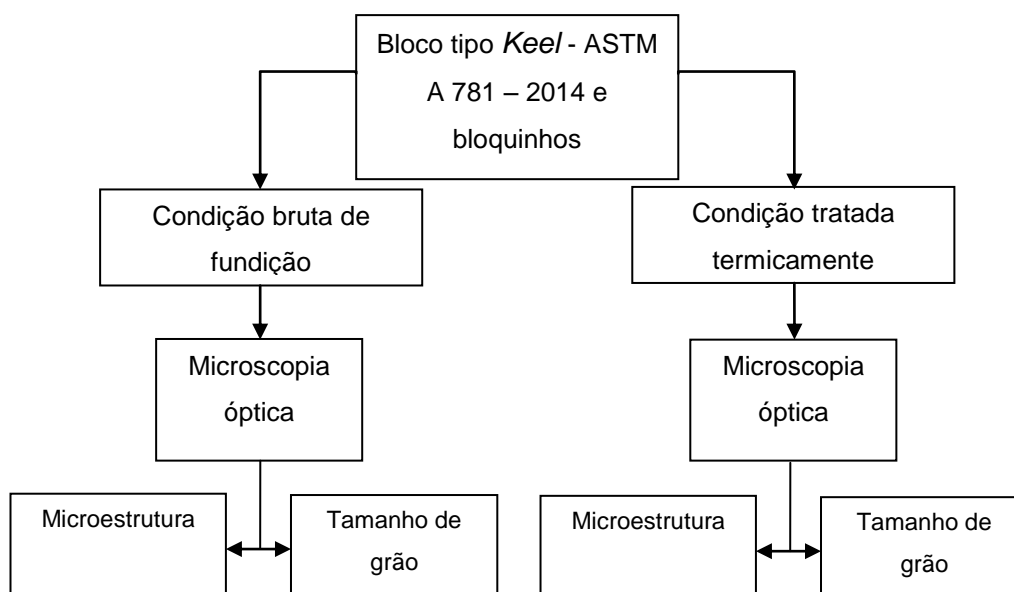 Bloco tipo Keel - ASTM
A 781 – 2014 e
bloquinhos
Condição bruta de
fundição
Condição tratada
termicamente
Microscopia
óptica
Microscopia
óptica
Microestrutura
Tamanho de
grão
Microestrutura
Tamanho de
grão